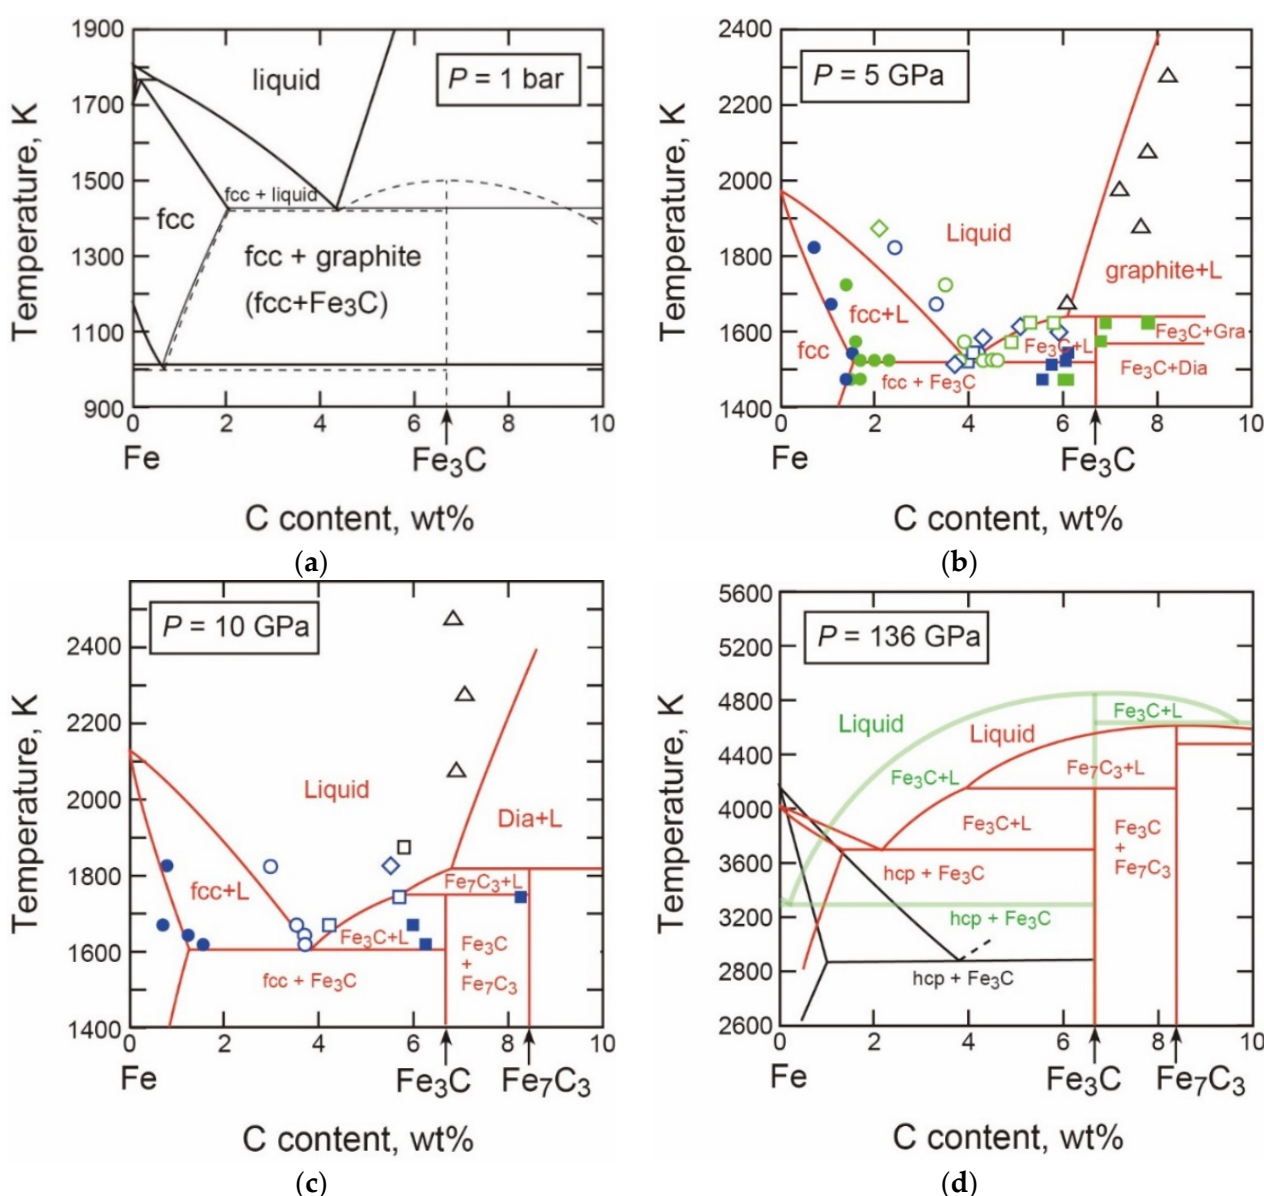 1900
1700
1500
1300
1100
900
Temperature, K
liquid
P = 1 bar
fcc + liquid
fcc
fcc + graphite
(fcc+Fe₃C)
0 2 4 6 8 10
Fe
Fe₃C
C content, wt%
(a)
2400
2200
2000
1800
1600
1400
Temperature, K
P = 5 GPa
Liquid
graphite+L
fcc+L
fcc
Fe₃C+L
Fe₃C+Gra
Fe₃C+Dia
fcc + Fe₃C
0 2 4 6 8 10
Fe
Fe₃C
C content, wt%
(b)
2400
2200
2000
1800
1600
1400
Temperature, K
P = 10 GPa
Liquid
Dia+L
fcc+L
Fe₇C₃+L
Fe₃C+L
Fe₃C
+
Fe₇C₃
fcc + Fe₃C
0 2 4 6 8 10
Fe
Fe₃C
Fe₇C₃
C content, wt%
(c)
5600
5200
4800
4400
4000
3600
3200
2800
2600
Temperature, K
P = 136 GPa
Liquid
Liquid
Fe₃C+L
Fe₃C+L
Fe₇C₃+L
Fe₃C+L
Fe₃C
+
Fe₇C₃
hcp + Fe₃C
hcp + Fe₃C
hcp + Fe₃C
0 2 4 6 8 10
Fe
Fe₃C
Fe₇C₃
C content, wt%
(d)